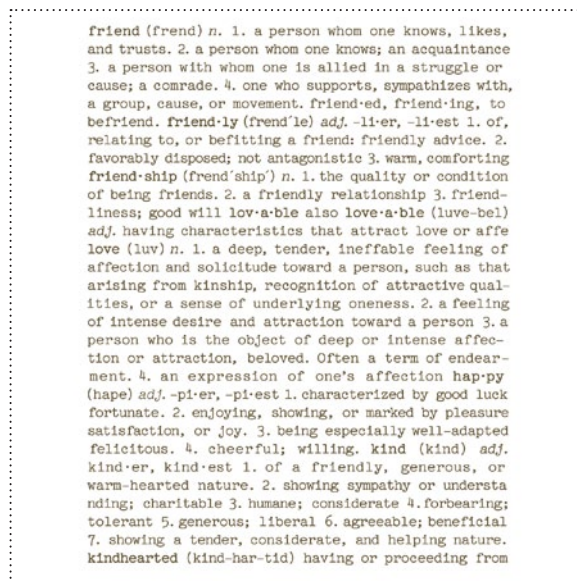 friend (frend) n. 1. a person whom one knows, likes,
and trusts. 2. a person whom one knows; an acquaintance
3. a person with whom one is allied in a struggle or
cause; a comrade. 4. one who supports, sympathizes with,
a group, cause, or movement. friend·ed, friend·ing, to
befriend. friend·ly (frend´le) adj. -li·er, -li·est 1. of,
relating to, or befitting a friend: friendly advice. 2.
favorably disposed; not antagonistic 3. warm, comforting
friend·ship (frend´ship´) n. 1. the quality or condition
of being friends. 2. a friendly relationship 3. friend-
liness; good will lov·a·ble also love·a·ble (luve-bel)
adj. having characteristics that attract love or affe
love (luv) n. 1. a deep, tender, ineffable feeling of
affection and solicitude toward a person, such as that
arising from kinship, recognition of attractive qual-
ities, or a sense of underlying oneness. 2. a feeling
of intense desire and attraction toward a person 3. a
person who is the object of deep or intense affec-
tion or attraction, beloved. Often a term of endear-
ment. 4. an expression of one's affection hap·py
(hape) adj. -pi·er, -pi·est 1. characterized by good luck
fortunate. 2. enjoying, showing, or marked by pleasure
satisfaction, or joy. 3. being especially well-adapted
felicitous. 4. cheerful; willing. kind (kind) adj.
kind·er, kind·est 1. of a friendly, generous, or
warm-hearted nature. 2. showing sympathy or understa
nding; charitable 3. humane; considerate 4. forbearing;
tolerant 5. generous; liberal 6. agreeable; beneficial
7. showing a tender, considerate, and helping nature.
kindhearted (kind-har-tid) having or proceeding from